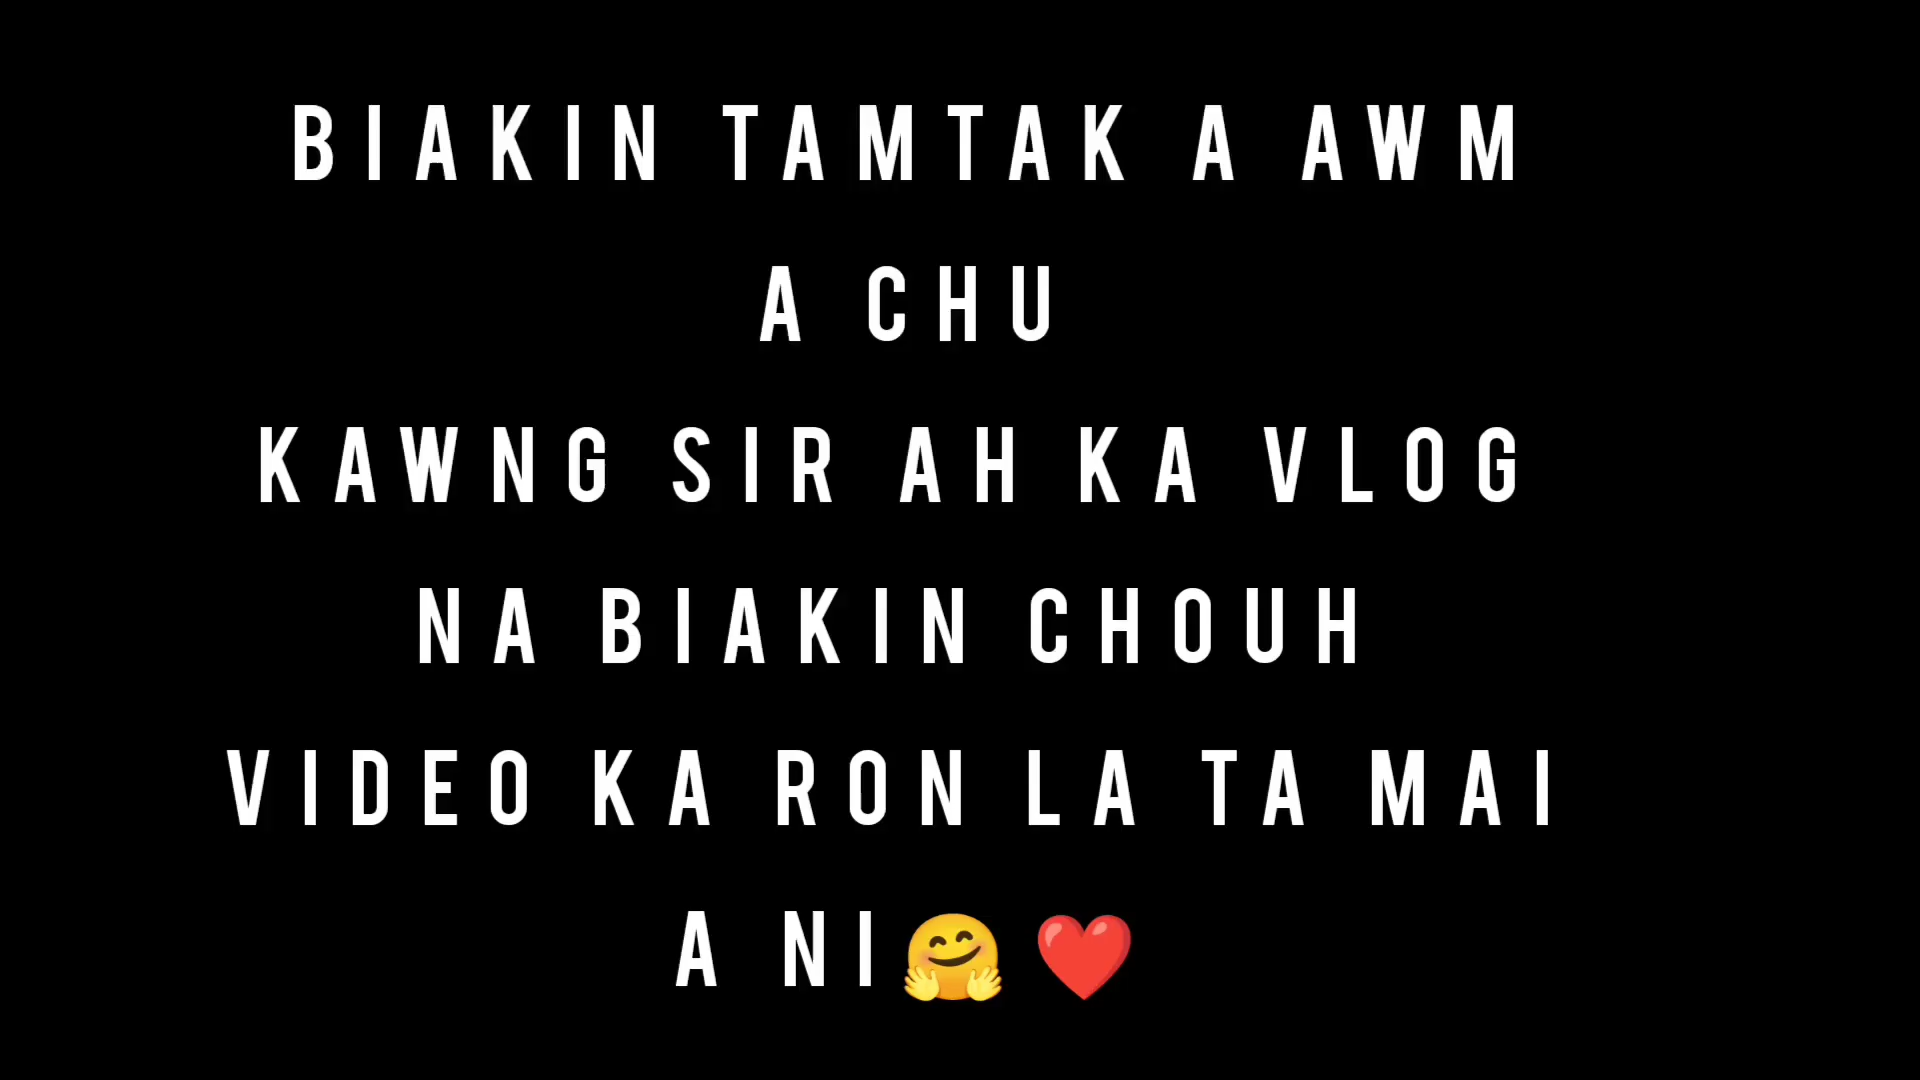 BIAKIN TAMTAK A AWM
A CHU
KAWNG SIR AH KA VLOG
NA BIAKIN CHOUH
VIDEO KA RON LA TA MAI
A NI🤗❤️